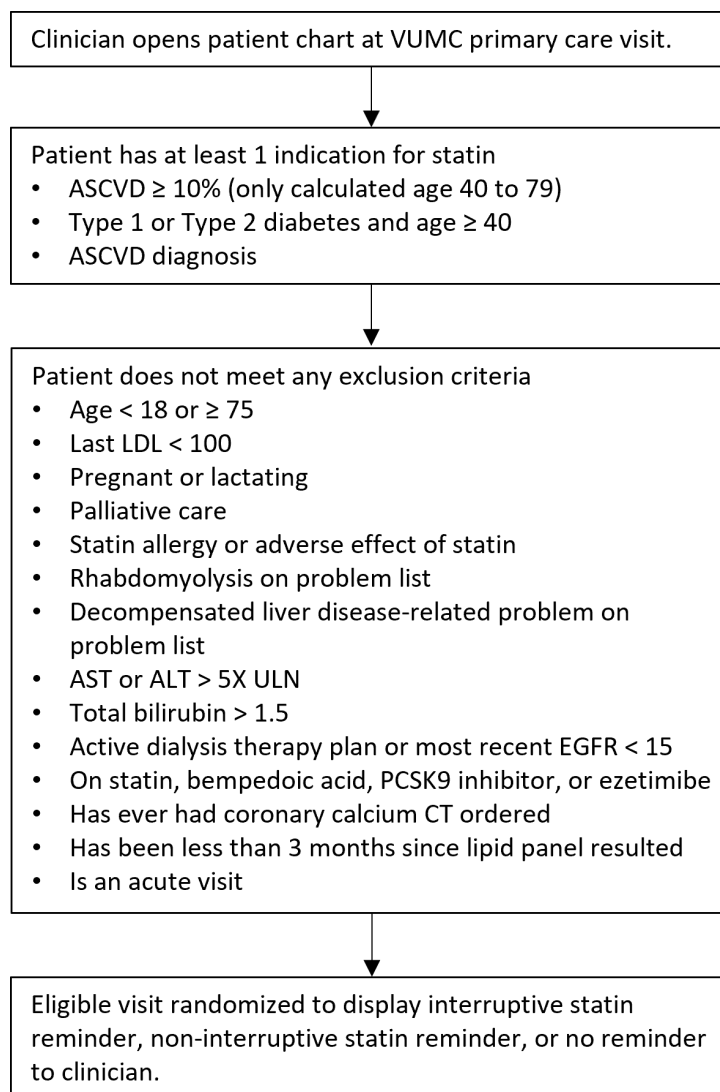 Clinician opens patient chart at VUMC primary care visit.
Patient has at least 1 indication for statin
• ASCVD ≥ 10% (only calculated age 40 to 79)
• Type 1 or Type 2 diabetes and age ≥ 40
• ASCVD diagnosis
Patient does not meet any exclusion criteria
• Age < 18 or ≥ 75
• Last LDL < 100
• Pregnant or lactating
• Palliative care
• Statin allergy or adverse effect of statin
• Rhabdomyolysis on problem list
• Decompensated liver disease-related problem on
problem list
• AST or ALT > 5X ULN
• Total bilirubin > 1.5
• Active dialysis therapy plan or most recent EGFR < 15
• On statin, bempedoic acid, PCSK9 inhibitor, or ezetimibe
• Has ever had coronary calcium CT ordered
• Has been less than 3 months since lipid panel resulted
• Is an acute visit
Eligible visit randomized to display interruptive statin
reminder, non-interruptive statin reminder, or no reminder
to clinician.